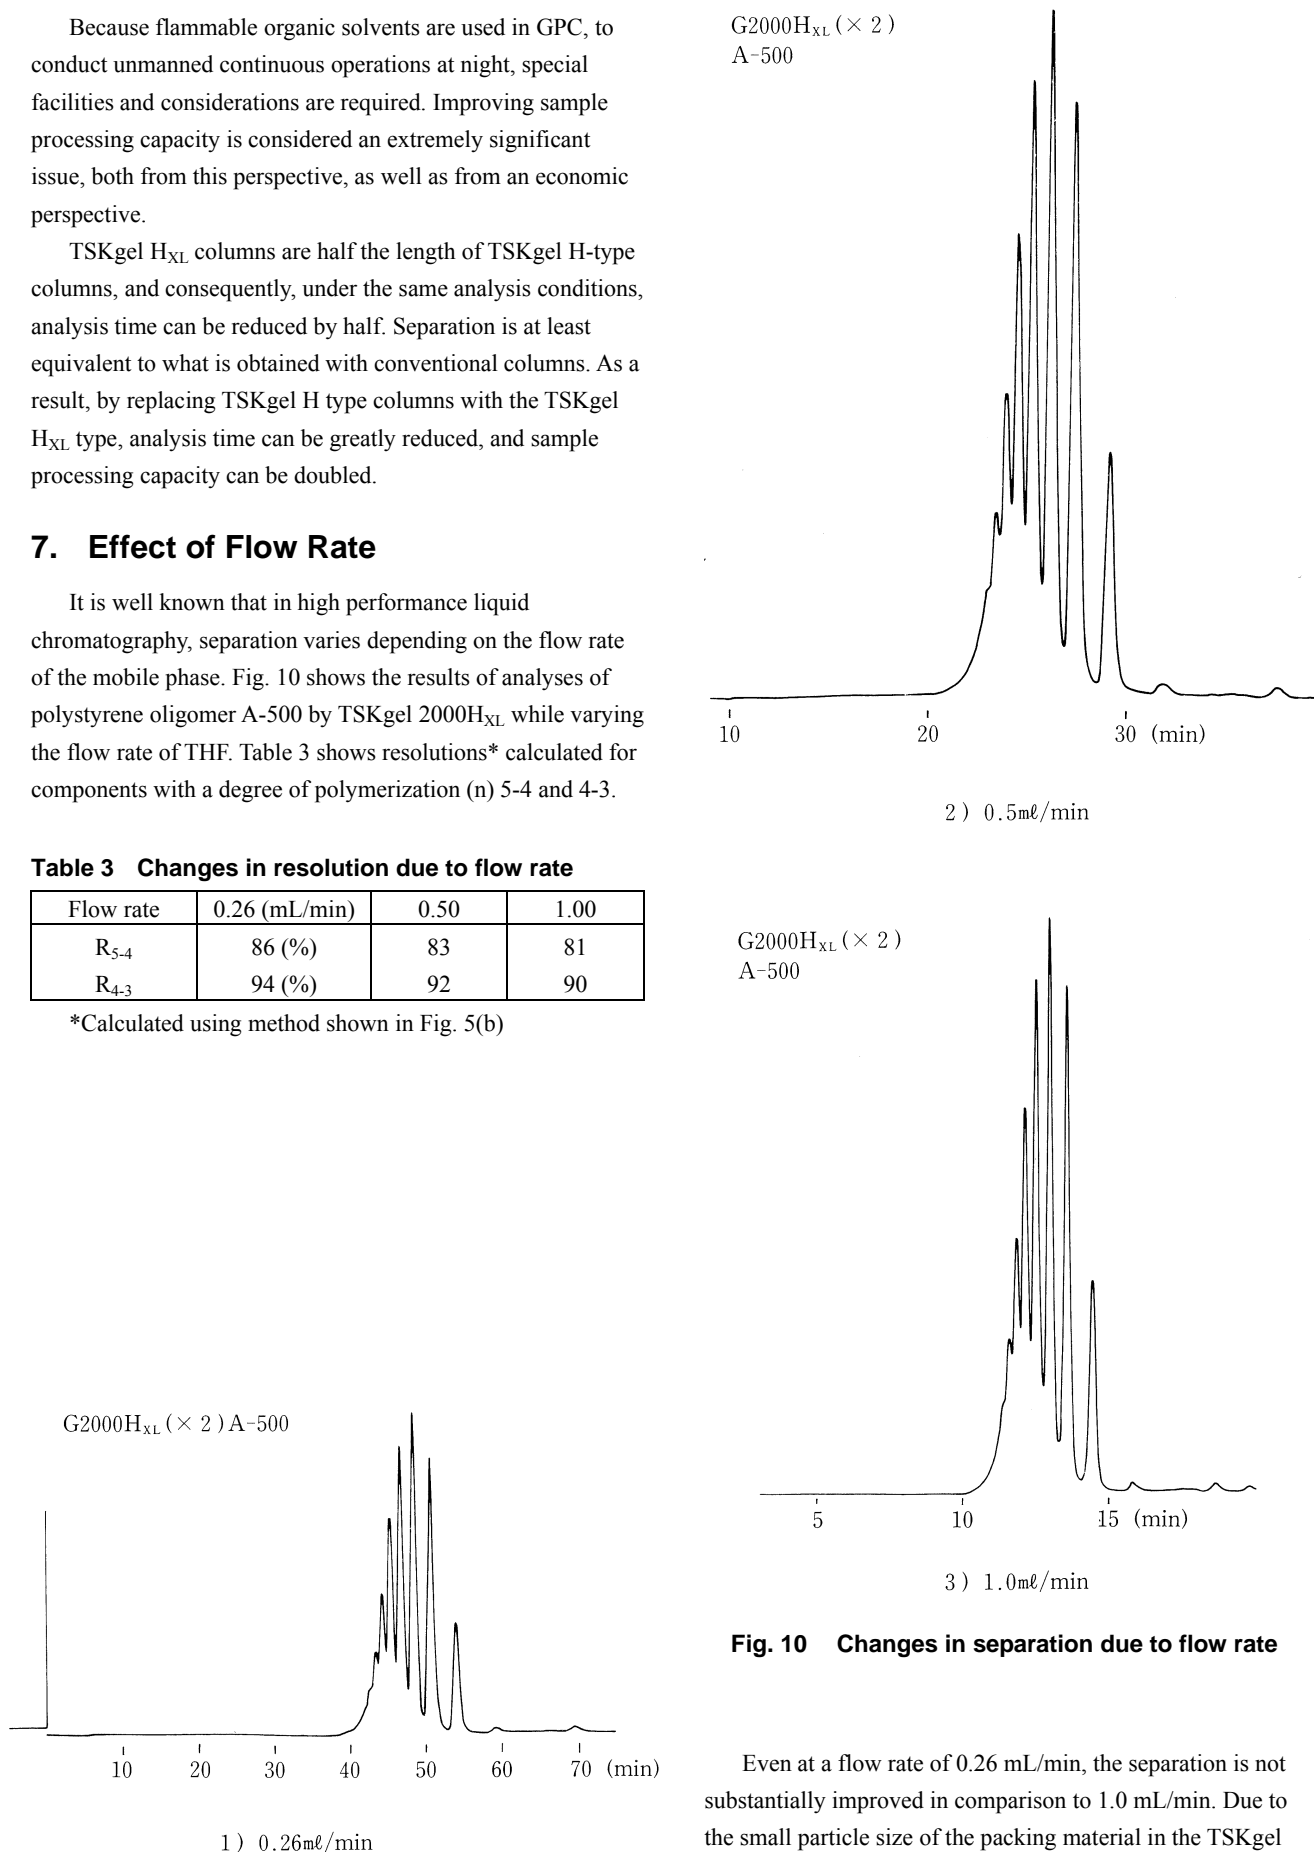 Because flammable organic solvents are used in GPC, to
conduct unmanned continuous operations at night, special
facilities and considerations are required. Improving sample
processing capacity is considered an extremely significant
issue, both from this perspective, as well as from an economic
perspective.
TSKgel HXL columns are half the length of TSKgel H-type
columns, and consequently, under the same analysis conditions,
analysis time can be reduced by half. Separation is at least
equivalent to what is obtained with conventional columns. As a
result, by replacing TSKgel H type columns with the TSKgel
HXL type, analysis time can be greatly reduced, and sample
processing capacity can be doubled.
7. Effect of Flow Rate
It is well known that in high performance liquid
chromatography, separation varies depending on the flow rate
of the mobile phase. Fig. 10 shows the results of analyses of
polystyrene oligomer A-500 by TSKgel 2000HXL while varying
the flow rate of THF. Table 3 shows resolutions* calculated for
components with a degree of polymerization (n) 5-4 and 4-3.
Table 3 Changes in resolution due to flow rate
Flow rate 0.26 (mL/min) 0.50 1.00
R5-4 86 (%) 83 81
R4-3 94 (%) 92 90
*Calculated using method shown in Fig. 5(b)
G2000HXL (× 2) A-500
10 20 30 40 50 60 70 (min)
1) 0.26mℓ/min
G2000HXL (× 2)
A-500
10 20 30 (min)
2) 0.5mℓ/min
G2000HXL (× 2)
A-500
5 10 15 (min)
3) 1.0mℓ/min
Fig. 10 Changes in separation due to flow rate
Even at a flow rate of 0.26 mL/min, the separation is not
substantially improved in comparison to 1.0 mL/min. Due to
the small particle size of the packing material in the TSKgel